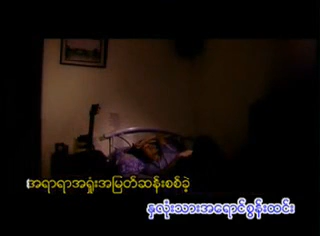 အရာရာအရှုံးအမြတ်ဆန်းစစ်ခဲ့
နှလုံးသားအရောင်ဂွန်းထင်း